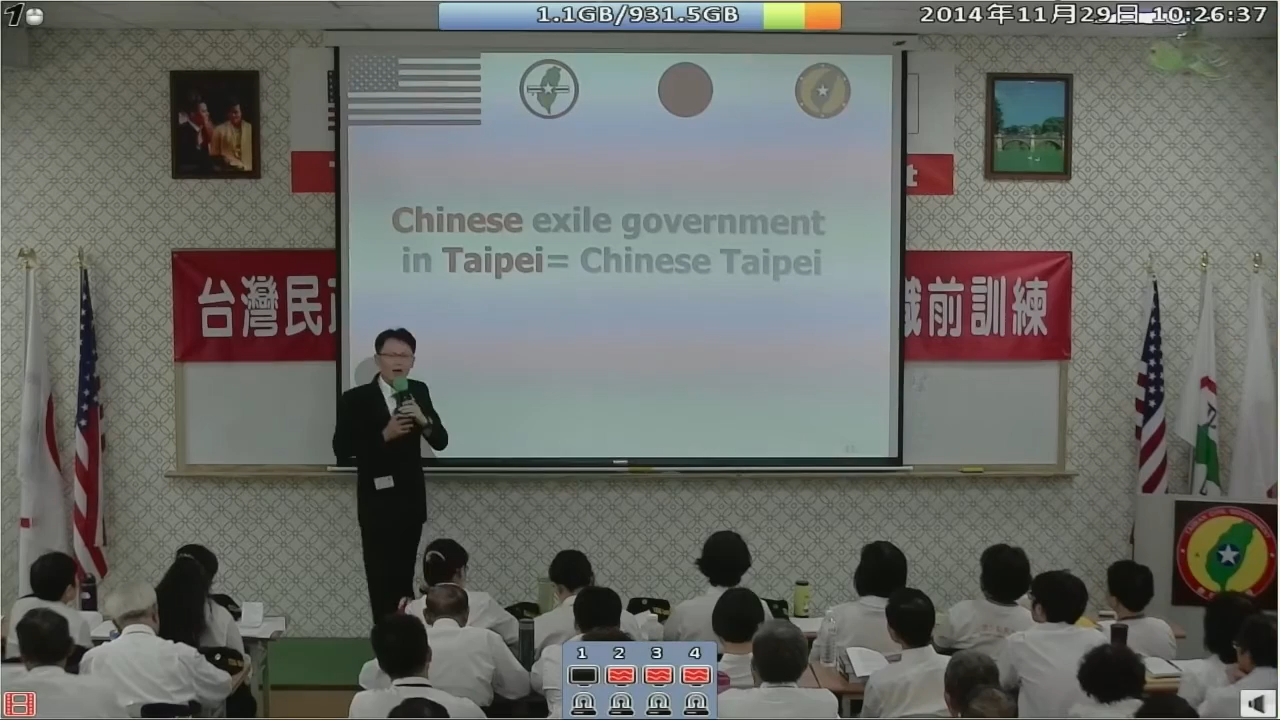 1.1GB/931.5GB
2014年11月29日 10:26:37
Chinese exile government
in Taipei= Chinese Taipei
t
台灣民
職前訓練
1 2 3 4